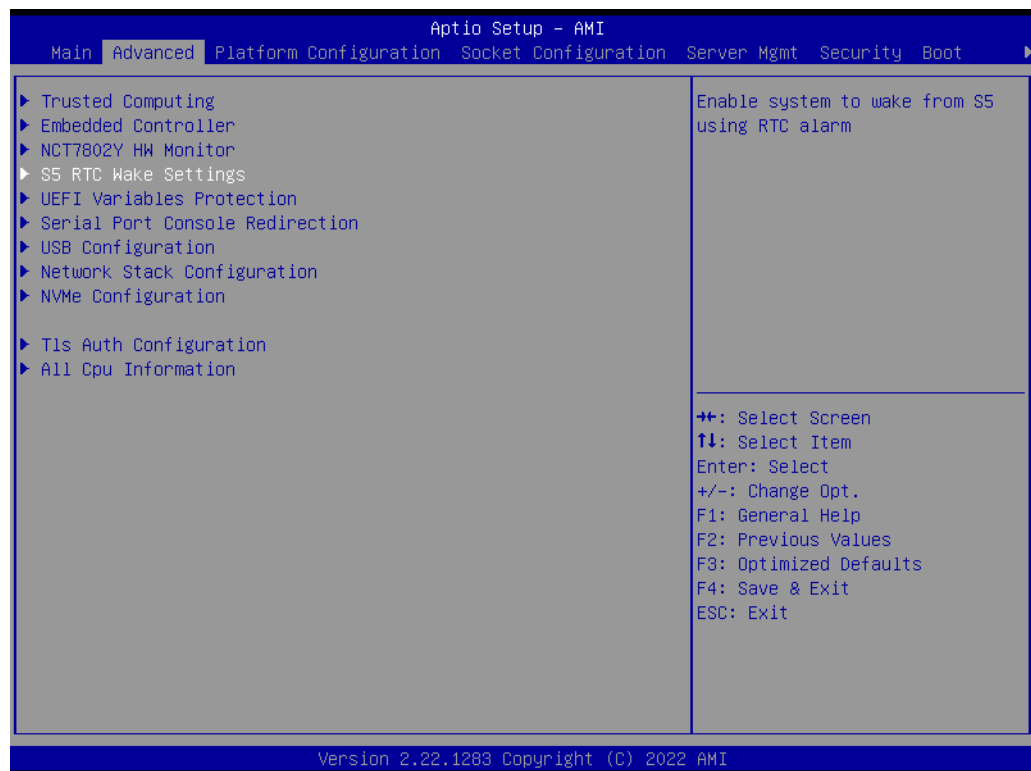 Aptio Setup – AMI
Main Advanced Platform Configuration Socket Configuration Server Mgmt Security Boot
Trusted Computing
Embedded Controller
NCT7802Y HW Monitor
S5 RTC Wake Settings
UEFI Variables Protection
Serial Port Console Redirection
USB Configuration
Network Stack Configuration
NVMe Configuration
Tls Auth Configuration
All Cpu Information
Enable system to wake from S5
using RTC alarm
→←: Select Screen
↑↓: Select Item
Enter: Select
+/-: Change Opt.
F1: General Help
F2: Previous Values
F3: Optimized Defaults
F4: Save & Exit
ESC: Exit
Version 2.22.1283 Copyright (C) 2022 AMI